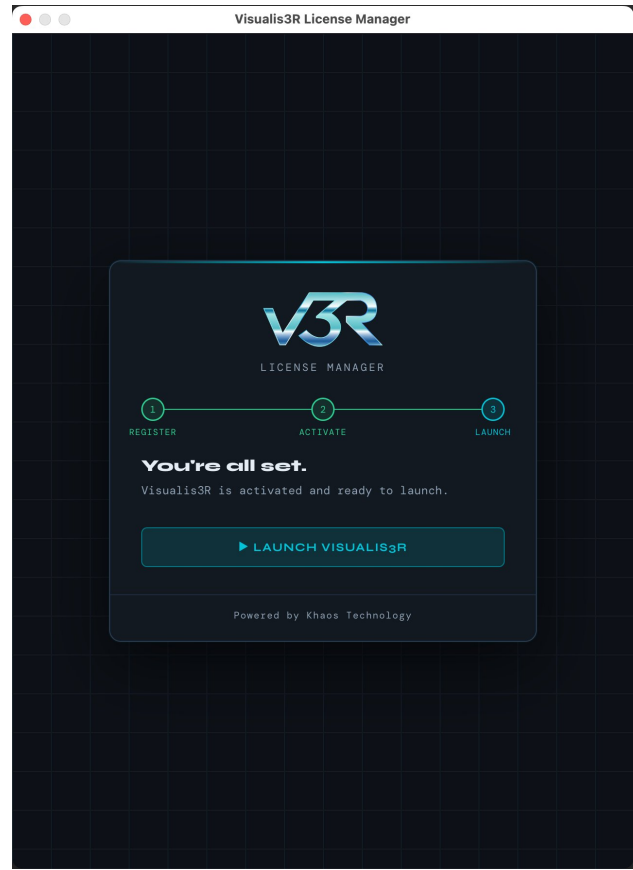 Visualis3R License Manager
V3R
LICENSE MANAGER
1 2 3
REGISTER ACTIVATE LAUNCH
You're all set.
Visualis3R is activated and ready to launch.
▶ LAUNCH VISUALIS3R
Powered by Khaos Technology